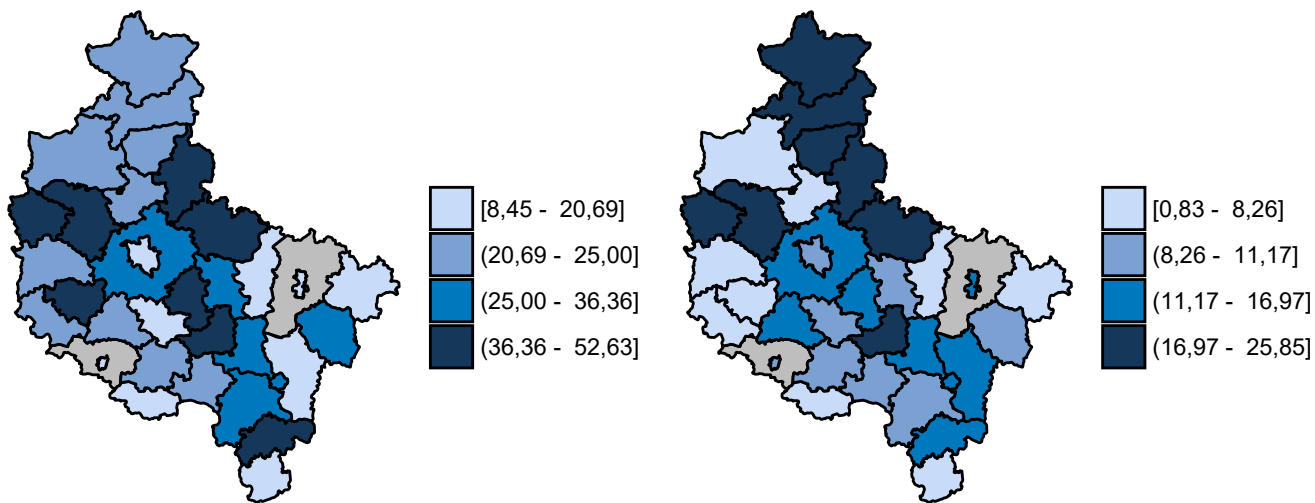 [8,45 - 20,69]
(20,69 - 25,00]
(25,00 - 36,36]
(36,36 - 52,63]
[0,83 - 8,26]
(8,26 - 11,17]
(11,17 - 16,97]
(16,97 - 25,85]